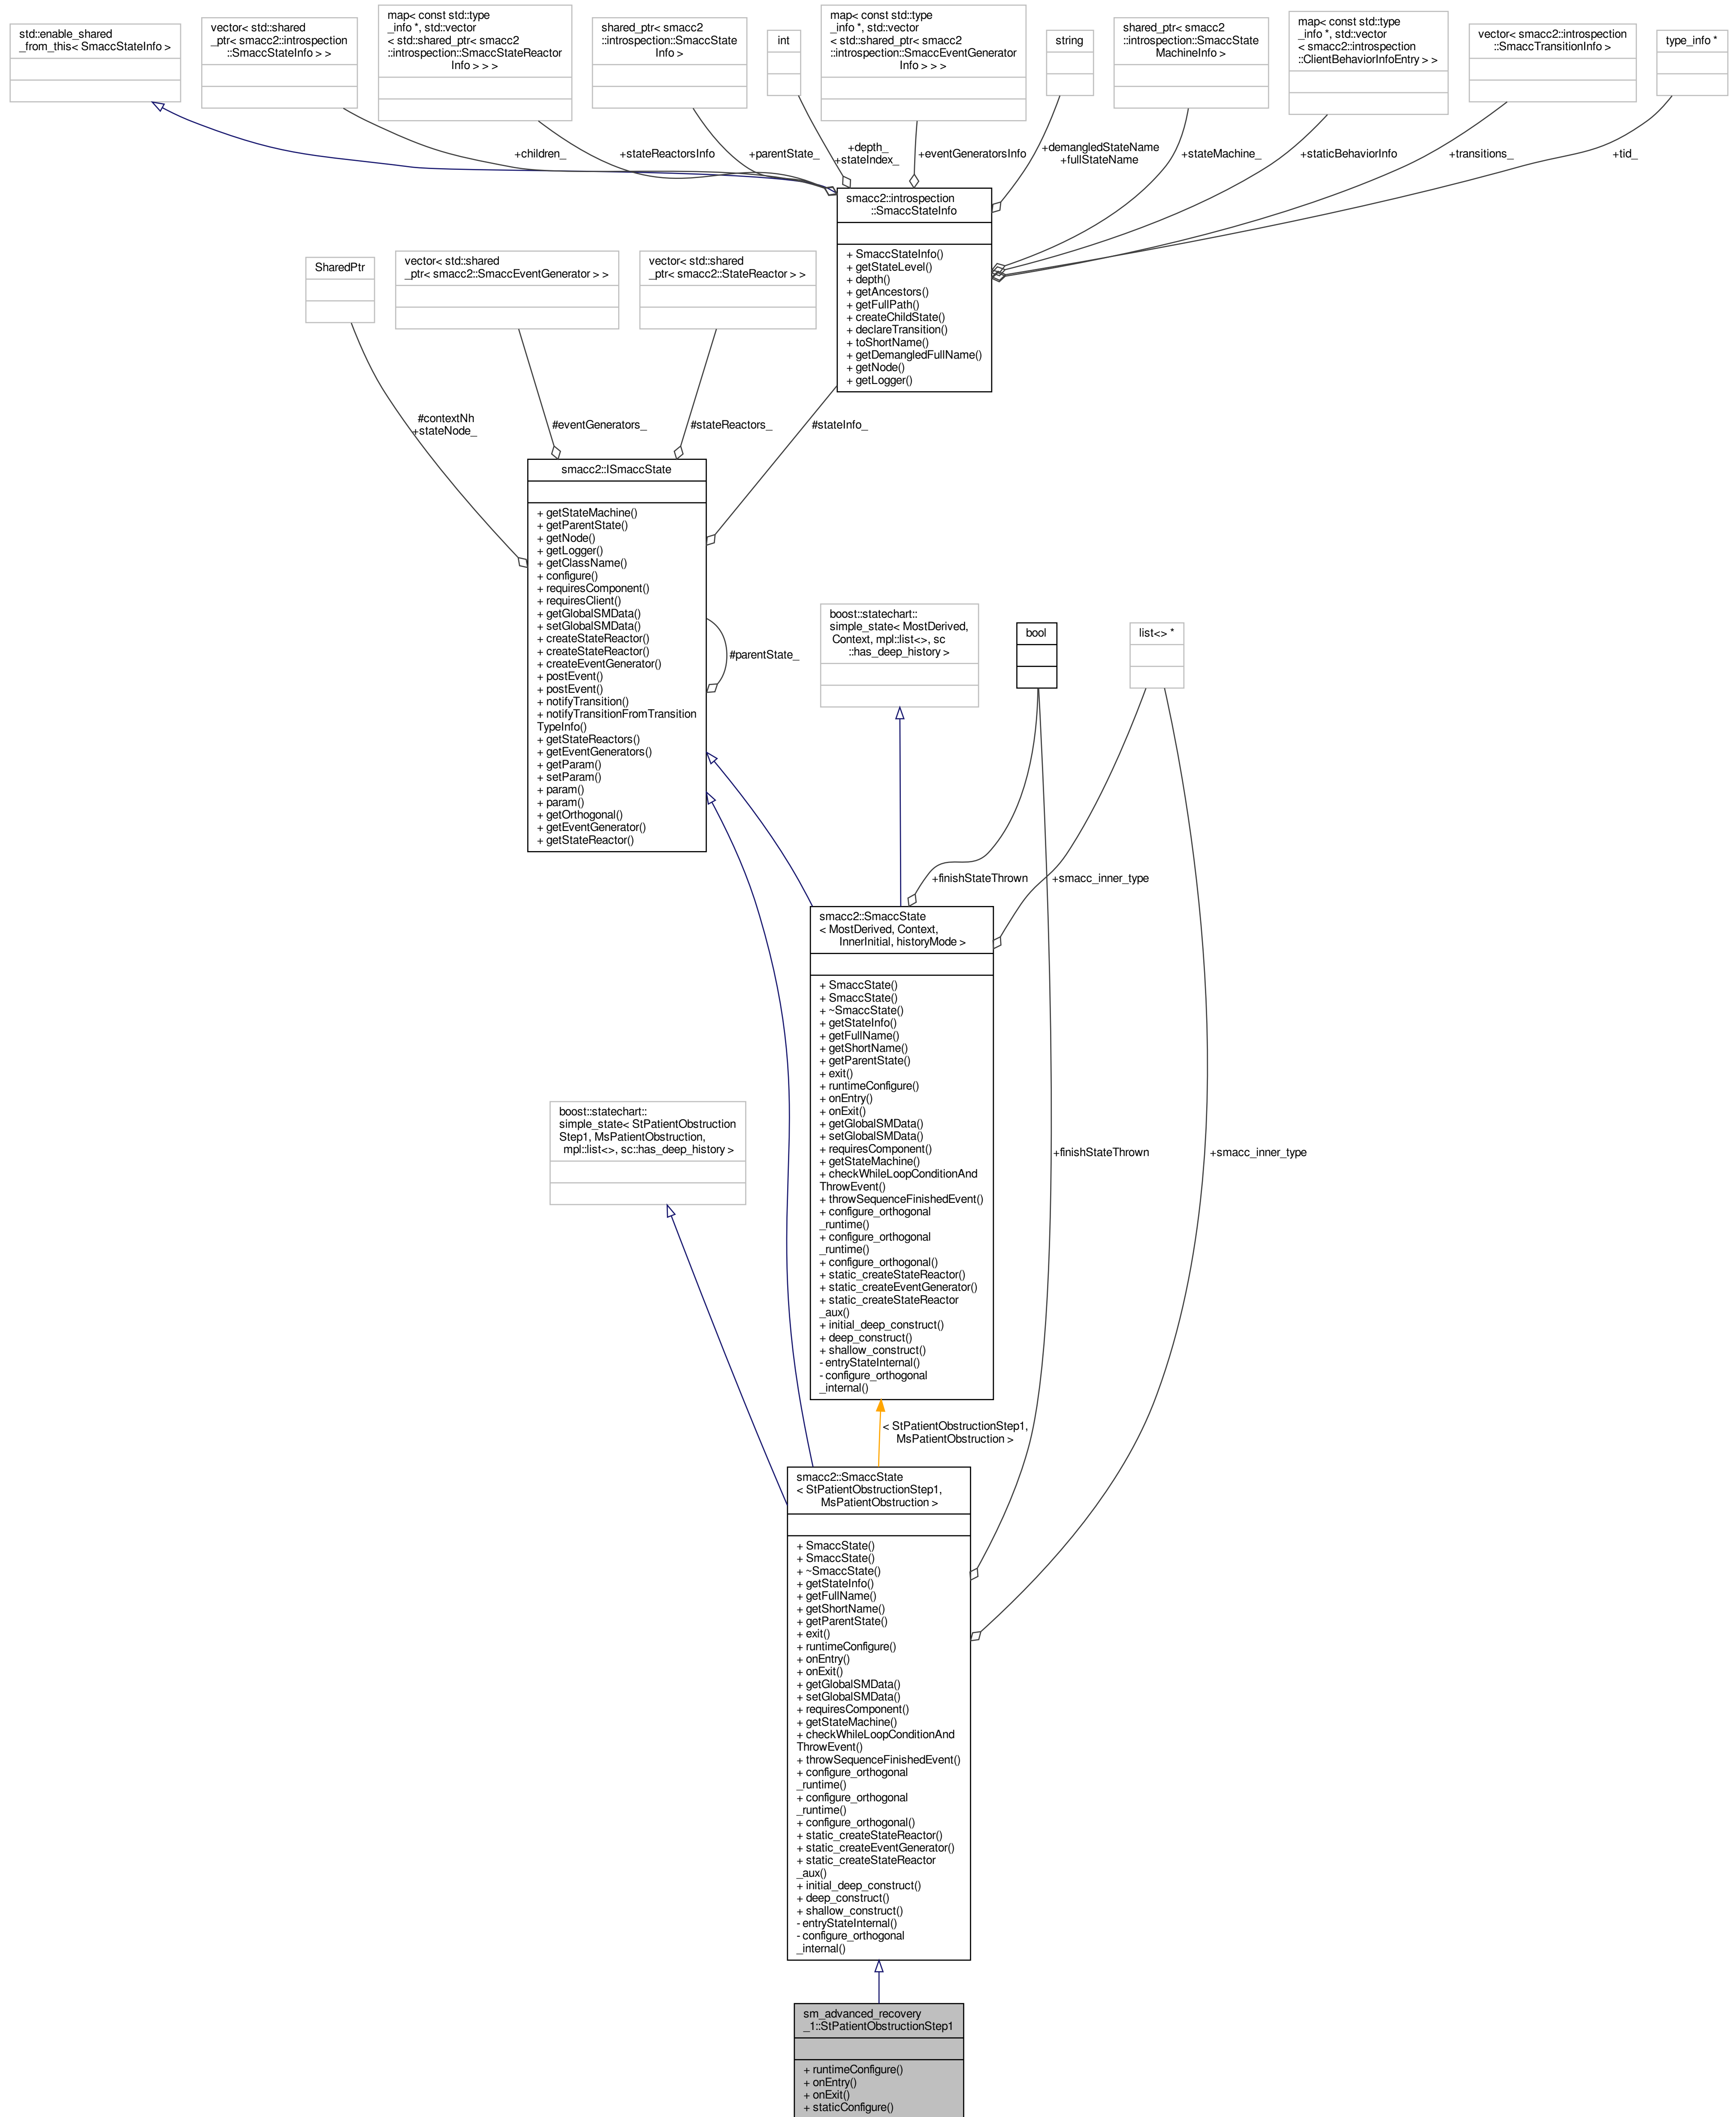 std::enable_shared
_from_this< SmaccStateInfo >
vector< std::shared
_ptr< smacc2::introspection
::SmaccStateInfo > >
map< const std::type
_info *, std::vector
< std::shared_ptr< smacc2
::introspection::SmaccStateReactor
Info > > >
shared_ptr< smacc2
::introspection::SmaccState
Info >
int
map< const std::type
_info *, std::vector
< std::shared_ptr< smacc2
::introspection::SmaccEventGenerator
Info > > >
string
shared_ptr< smacc2
::introspection::SmaccState
MachineInfo >
map< const std::type
_info *, std::vector
< smacc2::introspection
::ClientBehaviorInfoEntry > >
vector< smacc2::introspection
::SmaccTransitionInfo >
type_info *
+children_
+stateReactorsInfo
+parentState_
+depth_
+stateIndex_
+eventGeneratorsInfo
+demangledStateName
+fullStateName
+stateMachine_
+staticBehaviorInfo
+transitions_
+tid_
smacc2::introspection
::SmaccStateInfo
+ SmaccStateInfo()
+ getStateLevel()
+ depth()
+ getAncestors()
+ getFullPath()
+ createChildState()
+ declareTransition()
+ toShortName()
+ getDemangledFullName()
+ getNode()
+ getLogger()
SharedPtr
vector< std::shared
_ptr< smacc2::SmaccEventGenerator > >
vector< std::shared
_ptr< smacc2::StateReactor > >
#contextNh
+stateNode_
#eventGenerators_
#stateReactors_
#stateInfo_
smacc2::ISmaccState
+ getStateMachine()
+ getParentState()
+ getNode()
+ getLogger()
+ getClassName()
+ configure()
+ requiresComponent()
+ requiresClient()
+ getGlobalSMData()
+ setGlobalSMData()
+ createStateReactor()
+ createStateReactor()
+ createEventGenerator()
+ postEvent()
+ postEvent()
+ notifyTransition()
+ notifyTransitionFromTransition
TypeInfo()
+ getStateReactors()
+ getEventGenerators()
+ getParam()
+ setParam()
+ param()
+ param()
+ getOrthogonal()
+ getEventGenerator()
+ getStateReactor()
#parentState_
boost::statechart::
simple_state< MostDerived,
Context, mpl::list<>, sc
::has_deep_history >
bool
list<> *
+finishStateThrown
+smacc_inner_type
smacc2::SmaccState
< MostDerived, Context,
InnerInitial, historyMode >
+ SmaccState()
+ SmaccState()
+ ~SmaccState()
+ getStateInfo()
+ getFullName()
+ getShortName()
+ getParentState()
+ exit()
+ runtimeConfigure()
+ onEntry()
+ onExit()
+ getGlobalSMData()
+ setGlobalSMData()
+ requiresComponent()
+ getStateMachine()
+ checkWhileLoopConditionAnd
ThrowEvent()
+ throwSequenceFinishedEvent()
+ configure_orthogonal
_runtime()
+ configure_orthogonal
_runtime()
+ configure_orthogonal()
+ static_createStateReactor()
+ static_createEventGenerator()
+ static_createStateReactor
_aux()
+ initial_deep_construct()
+ deep_construct()
+ shallow_construct()
- entryStateInternal()
- configure_orthogonal
_internal()
boost::statechart::
simple_state< StPatientObstruction
Step1, MsPatientObstruction,
mpl::list<>, sc::has_deep_history >
+finishStateThrown
+smacc_inner_type
< StPatientObstructionStep1,
MsPatientObstruction >
smacc2::SmaccState
< StPatientObstructionStep1,
MsPatientObstruction >
+ SmaccState()
+ SmaccState()
+ ~SmaccState()
+ getStateInfo()
+ getFullName()
+ getShortName()
+ getParentState()
+ exit()
+ runtimeConfigure()
+ onEntry()
+ onExit()
+ getGlobalSMData()
+ setGlobalSMData()
+ requiresComponent()
+ getStateMachine()
+ checkWhileLoopConditionAnd
ThrowEvent()
+ throwSequenceFinishedEvent()
+ configure_orthogonal
_runtime()
+ configure_orthogonal
_runtime()
+ configure_orthogonal()
+ static_createStateReactor()
+ static_createEventGenerator()
+ static_createStateReactor
_aux()
+ initial_deep_construct()
+ deep_construct()
+ shallow_construct()
- entryStateInternal()
- configure_orthogonal
_internal()
sm_advanced_recovery
_1::StPatientObstructionStep1
+ runtimeConfigure()
+ onEntry()
+ onExit()
+ staticConfigure()